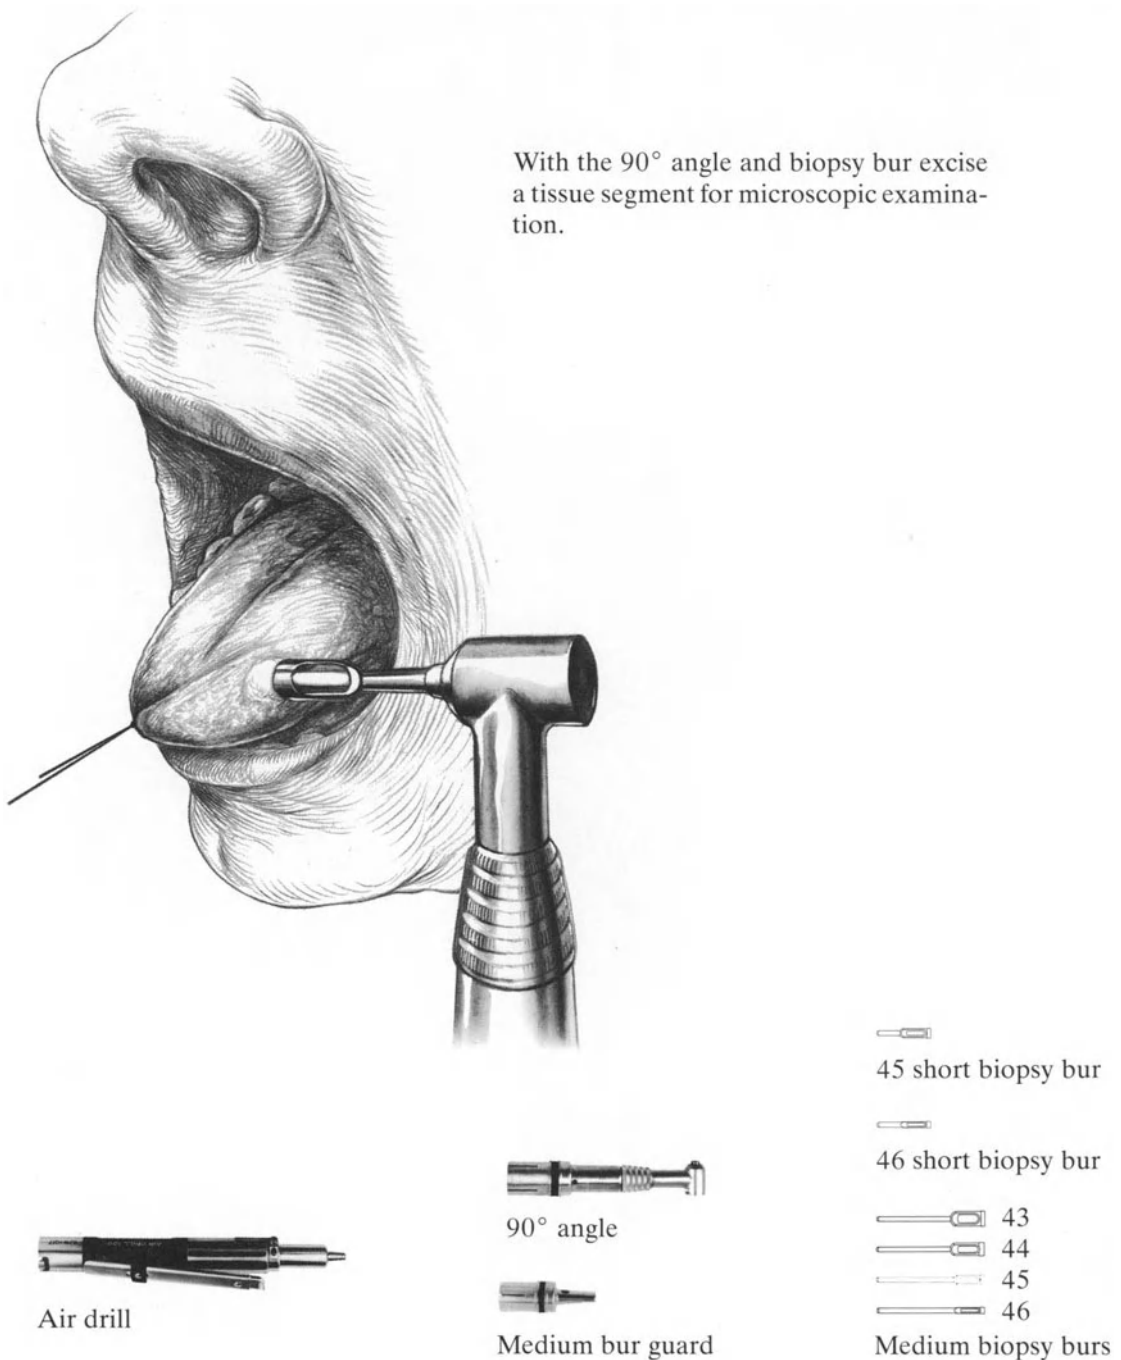 With the 90° angle and biopsy bur excise
a tissue segment for microscopic examina-
tion.
45 short biopsy bur
46 short biopsy bur
90° angle
43
44
45
46
Air drill
Medium bur guard
Medium biopsy burs